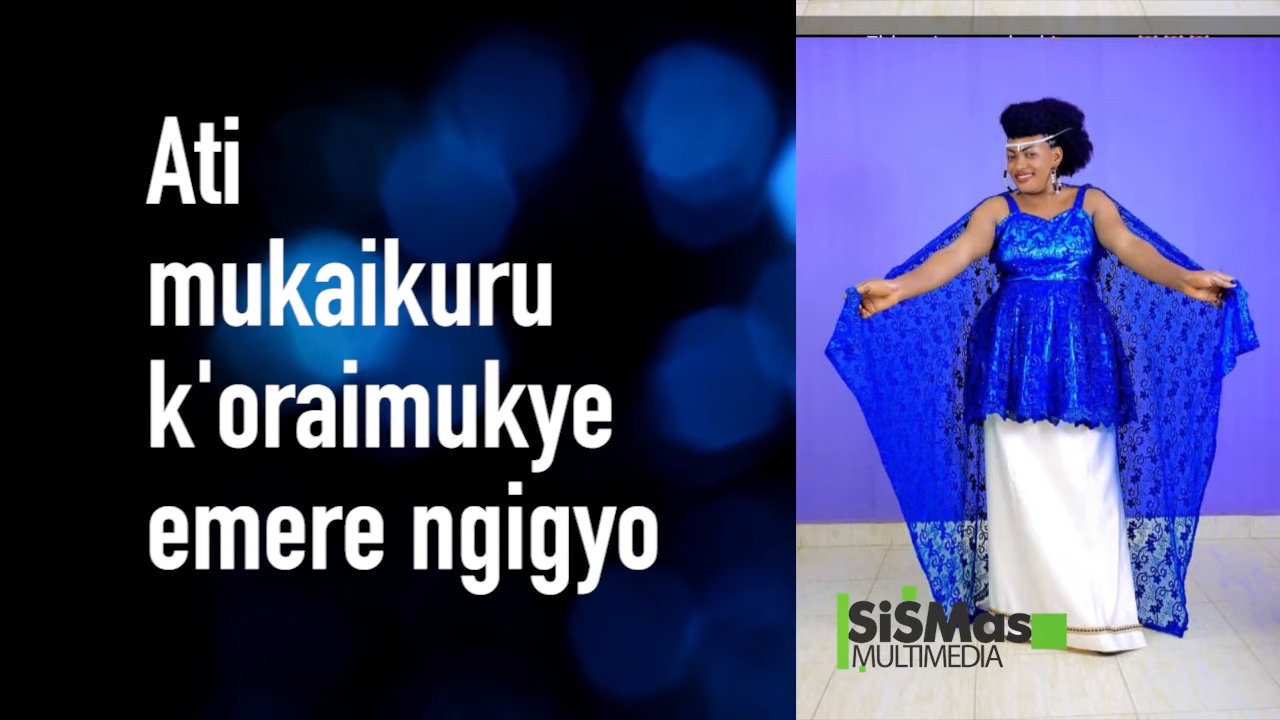 Ati
mukaikuru
k'oraimukye
emere ngigyo
SiSMas
MULTIMEDIA